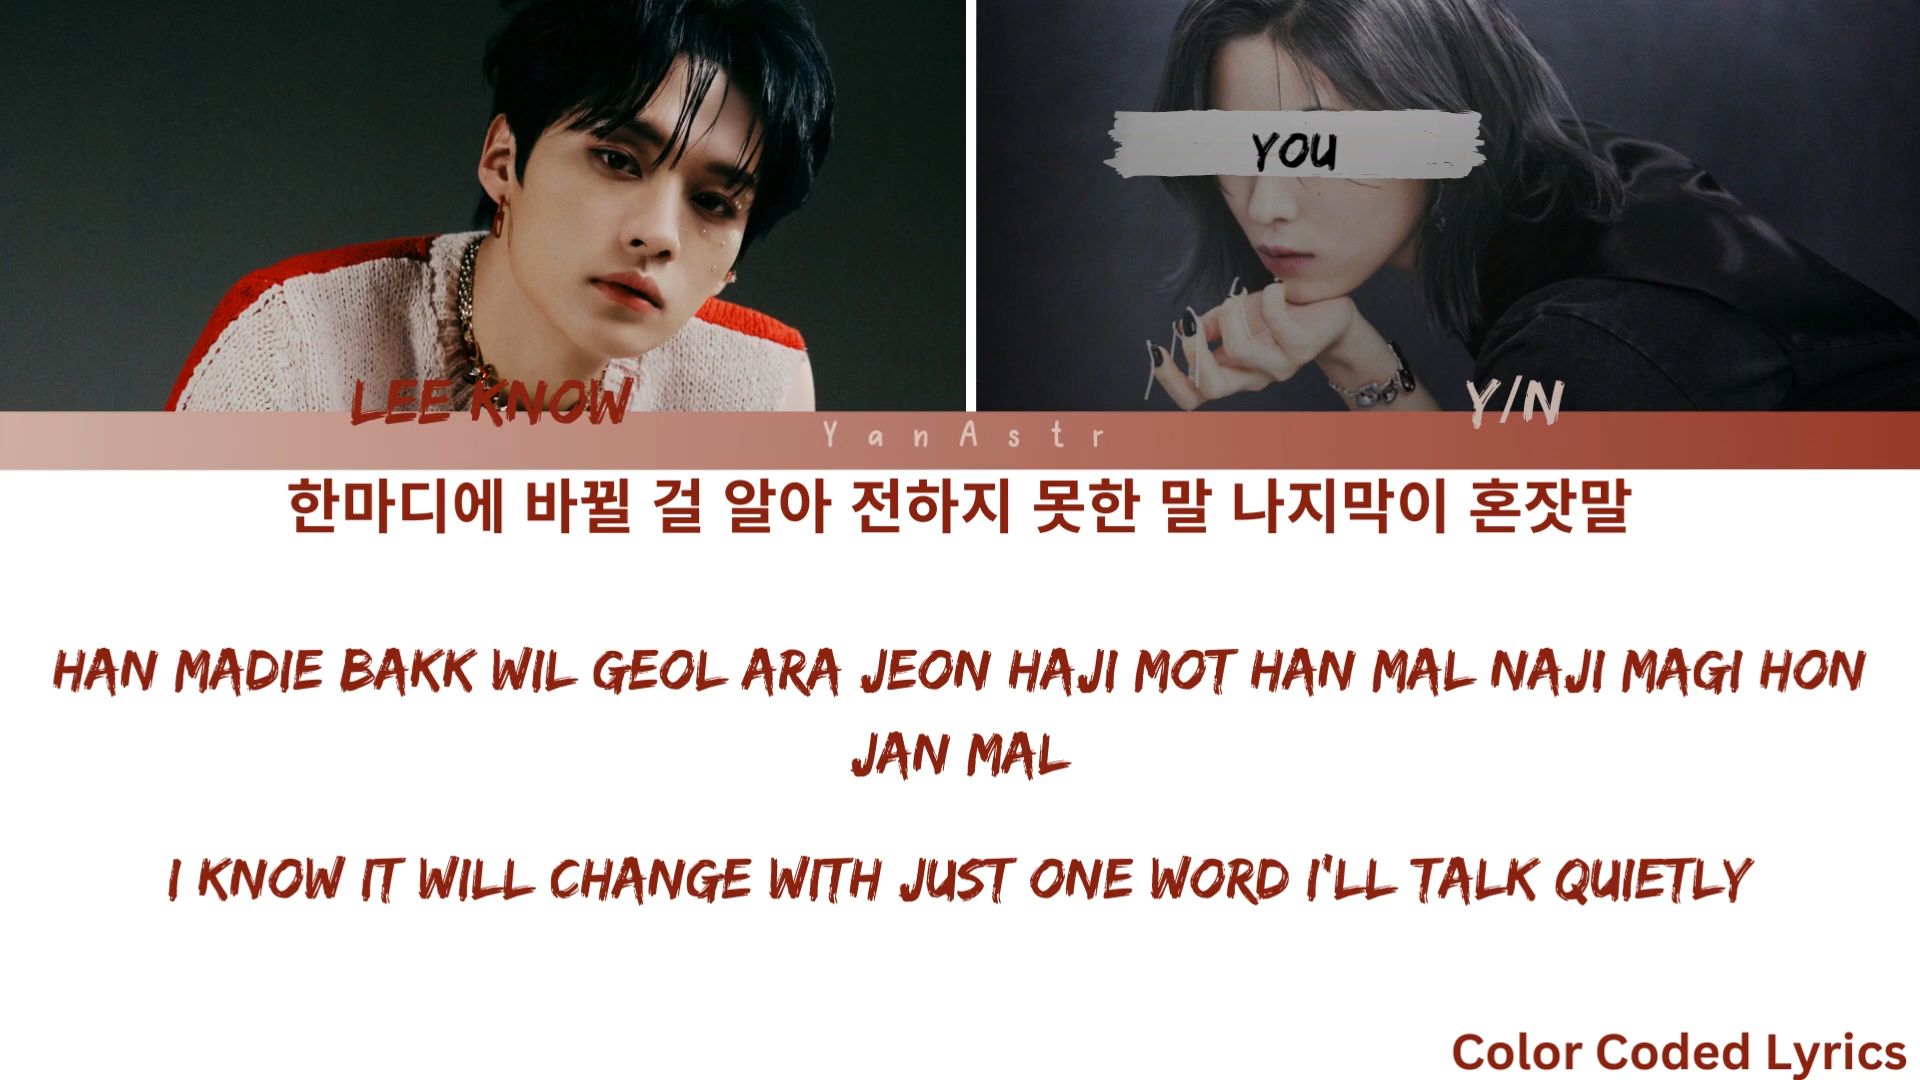 YOU
LEE KNOW
Y/N
YanAstr
한마디에 바뀔 걸 알아 전하지 못한 말 나지막이 혼잣말
HAN MADIE BAKK WIL GEOL ARA JEON HAJI MOT HAN MAL NAJI MAGI HON
JAN MAL
I KNOW IT WILL CHANGE WITH JUST ONE WORD I'LL TALK QUIETLY
Color Coded Lyrics